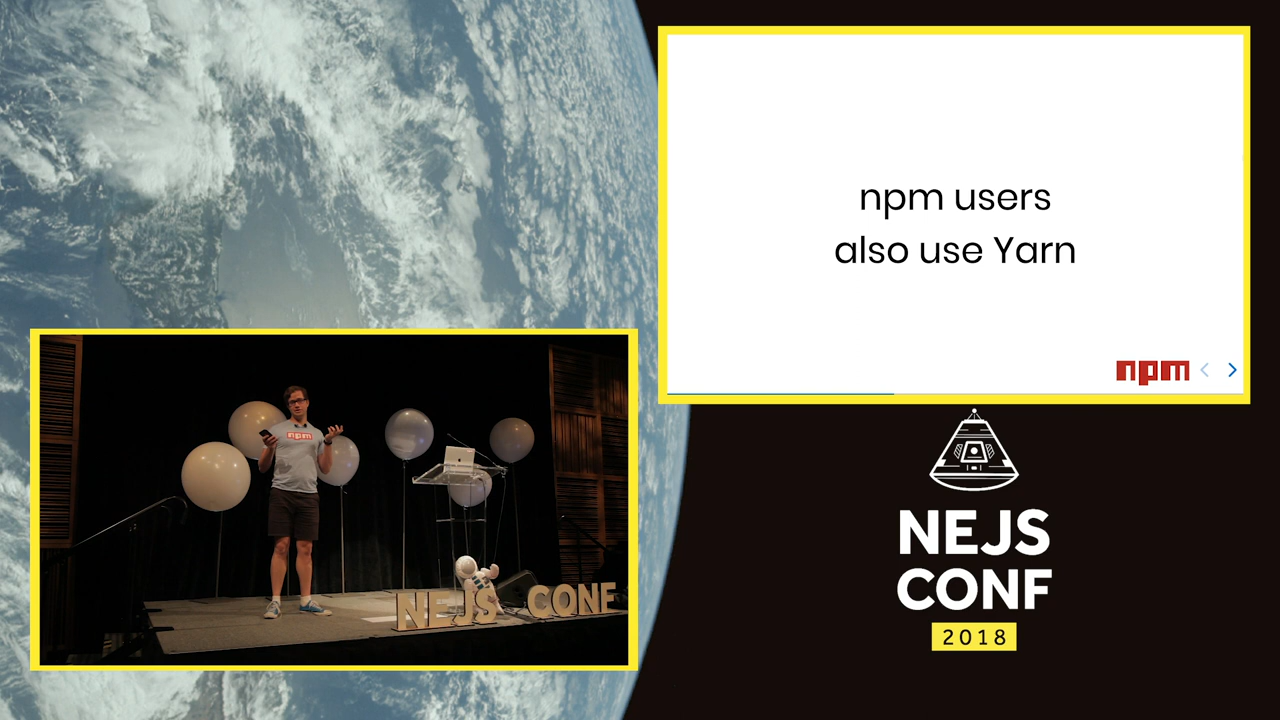 npm users
also use Yarn
npm
npm
NEJS CONF
NEJS
CONF
2018